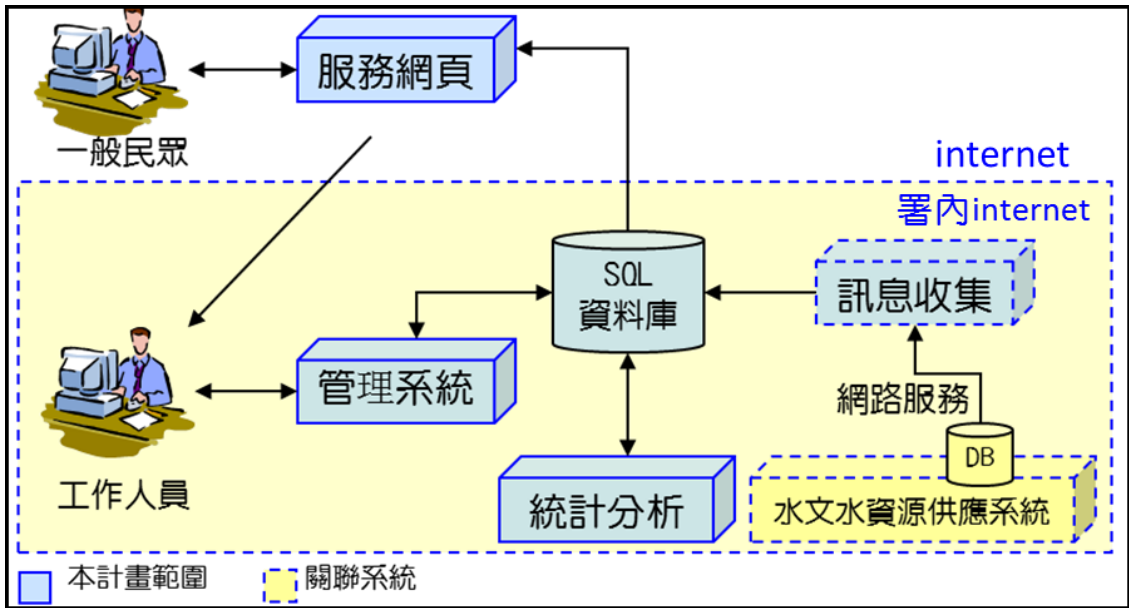 服務網頁
一般民眾
internet
署內internet
SQL
資料庫
訊息收集
管理系統
網路服務
DB
工作人員
統計分析
水文水資源供應系統
本計畫範圍
關聯系統